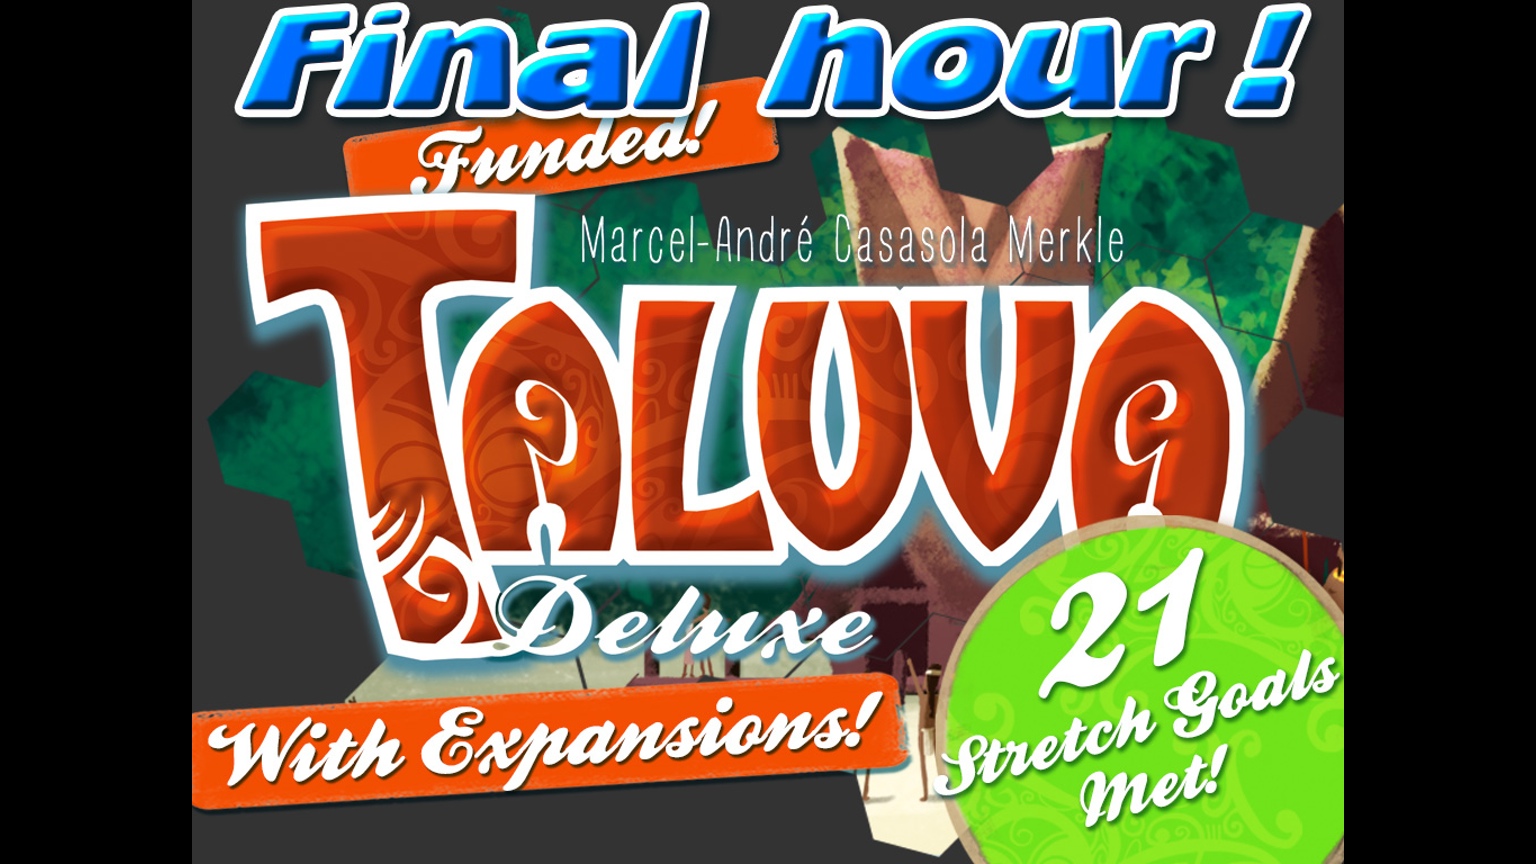 Final hour!
Funded!
Marcel-André Casasola Merkle
TALUVA
Deluxe
With Expansions!
21
Stretch Goals
Met!